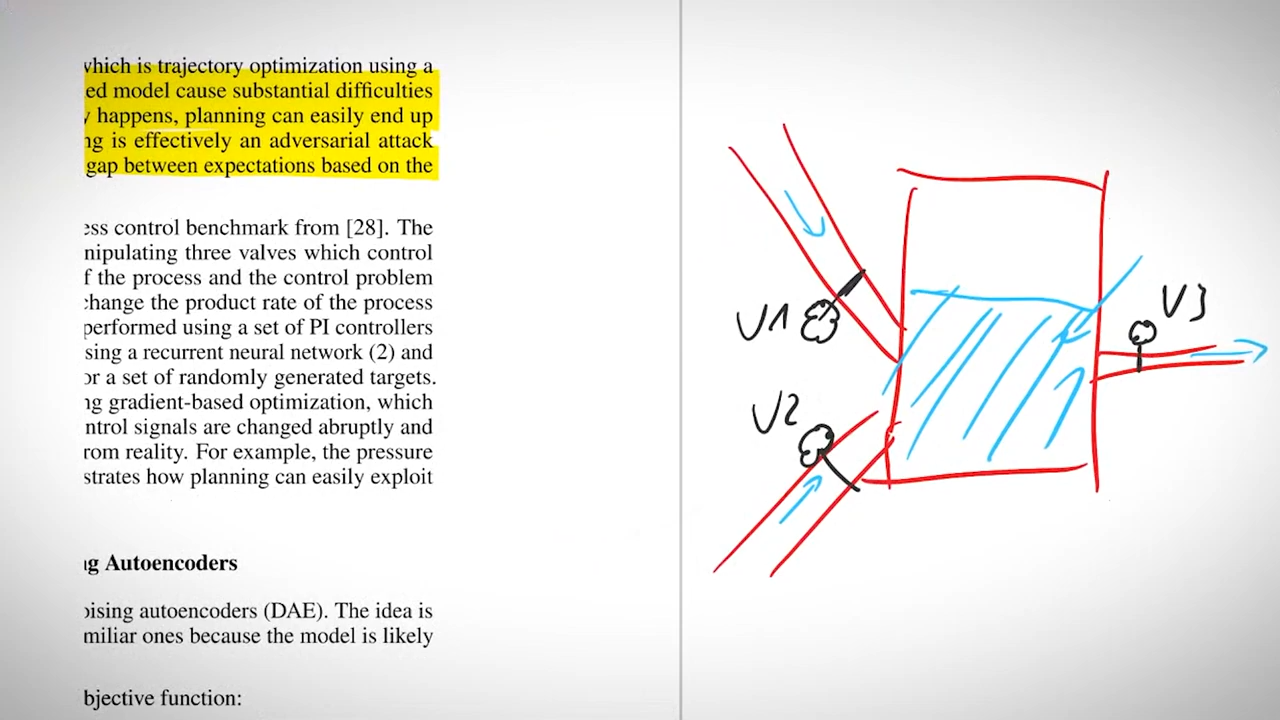 which is trajectory optimization using a
ed model cause substantial difficulties
y happens, planning can easily end up
ng is effectively an adversarial attack
gap between expectations based on the
ess control benchmark from [28]. The
nipulating three valves which control
f the process and the control problem
change the product rate of the process
performed using a set of PI controllers
sing a recurrent neural network (2) and
or a set of randomly generated targets.
ng gradient-based optimization, which
ntrol signals are changed abruptly and
rom reality. For example, the pressure
strates how planning can easily exploit
ng Autoencoders
oising autoencoders (DAE). The idea is
miliar ones because the model is likely
bjective function:
V1
V2
V3